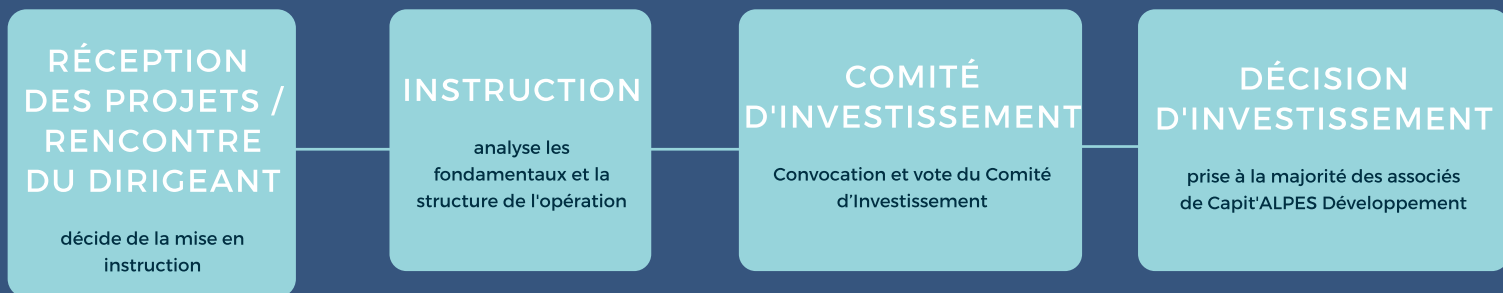 RÉCEPTION
DES PROJETS /
RENCONTRE
DU DIRIGEANT
décide de la mise en
instruction
INSTRUCTION
analyse les
fondamentaux et la
structure de l'opération
COMITÉ
D'INVESTISSEMENT
Convocation et vote du Comité
d’Investissement
DÉCISION
D'INVESTISSEMENT
prise à la majorité des associés
de Capit'ALPES Développement